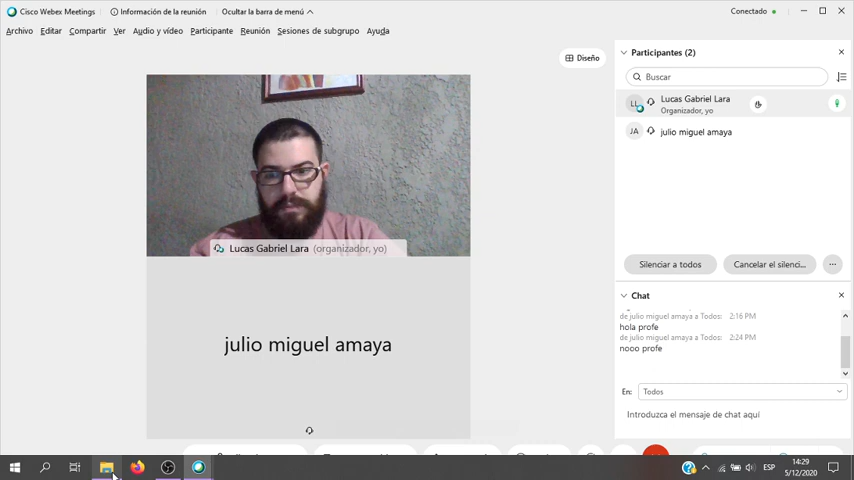 Cisco Webex Meetings
Información de la reunión
Ocultar la barra de menú
Conectado
Archivo Editar Compartir Ver Audio y vídeo Participante Reunión Sesiones de subgrupo Ayuda
Diseño
Lucas Gabriel Lara (organizador, yo)
julio miguel amaya
Participantes (2)
Buscar
LL
Lucas Gabriel Lara
Organizador, yo
JA
julio miguel amaya
Silenciar a todos
Cancelar el silenci...
Chat
de julio miguel amaya a Todos: 2:16 PM
hola profe
de julio miguel amaya a Todos: 2:24 PM
nooo profe
En: Todos
Introduzca el mensaje de chat aquí
ESP
14:29
5/12/2020